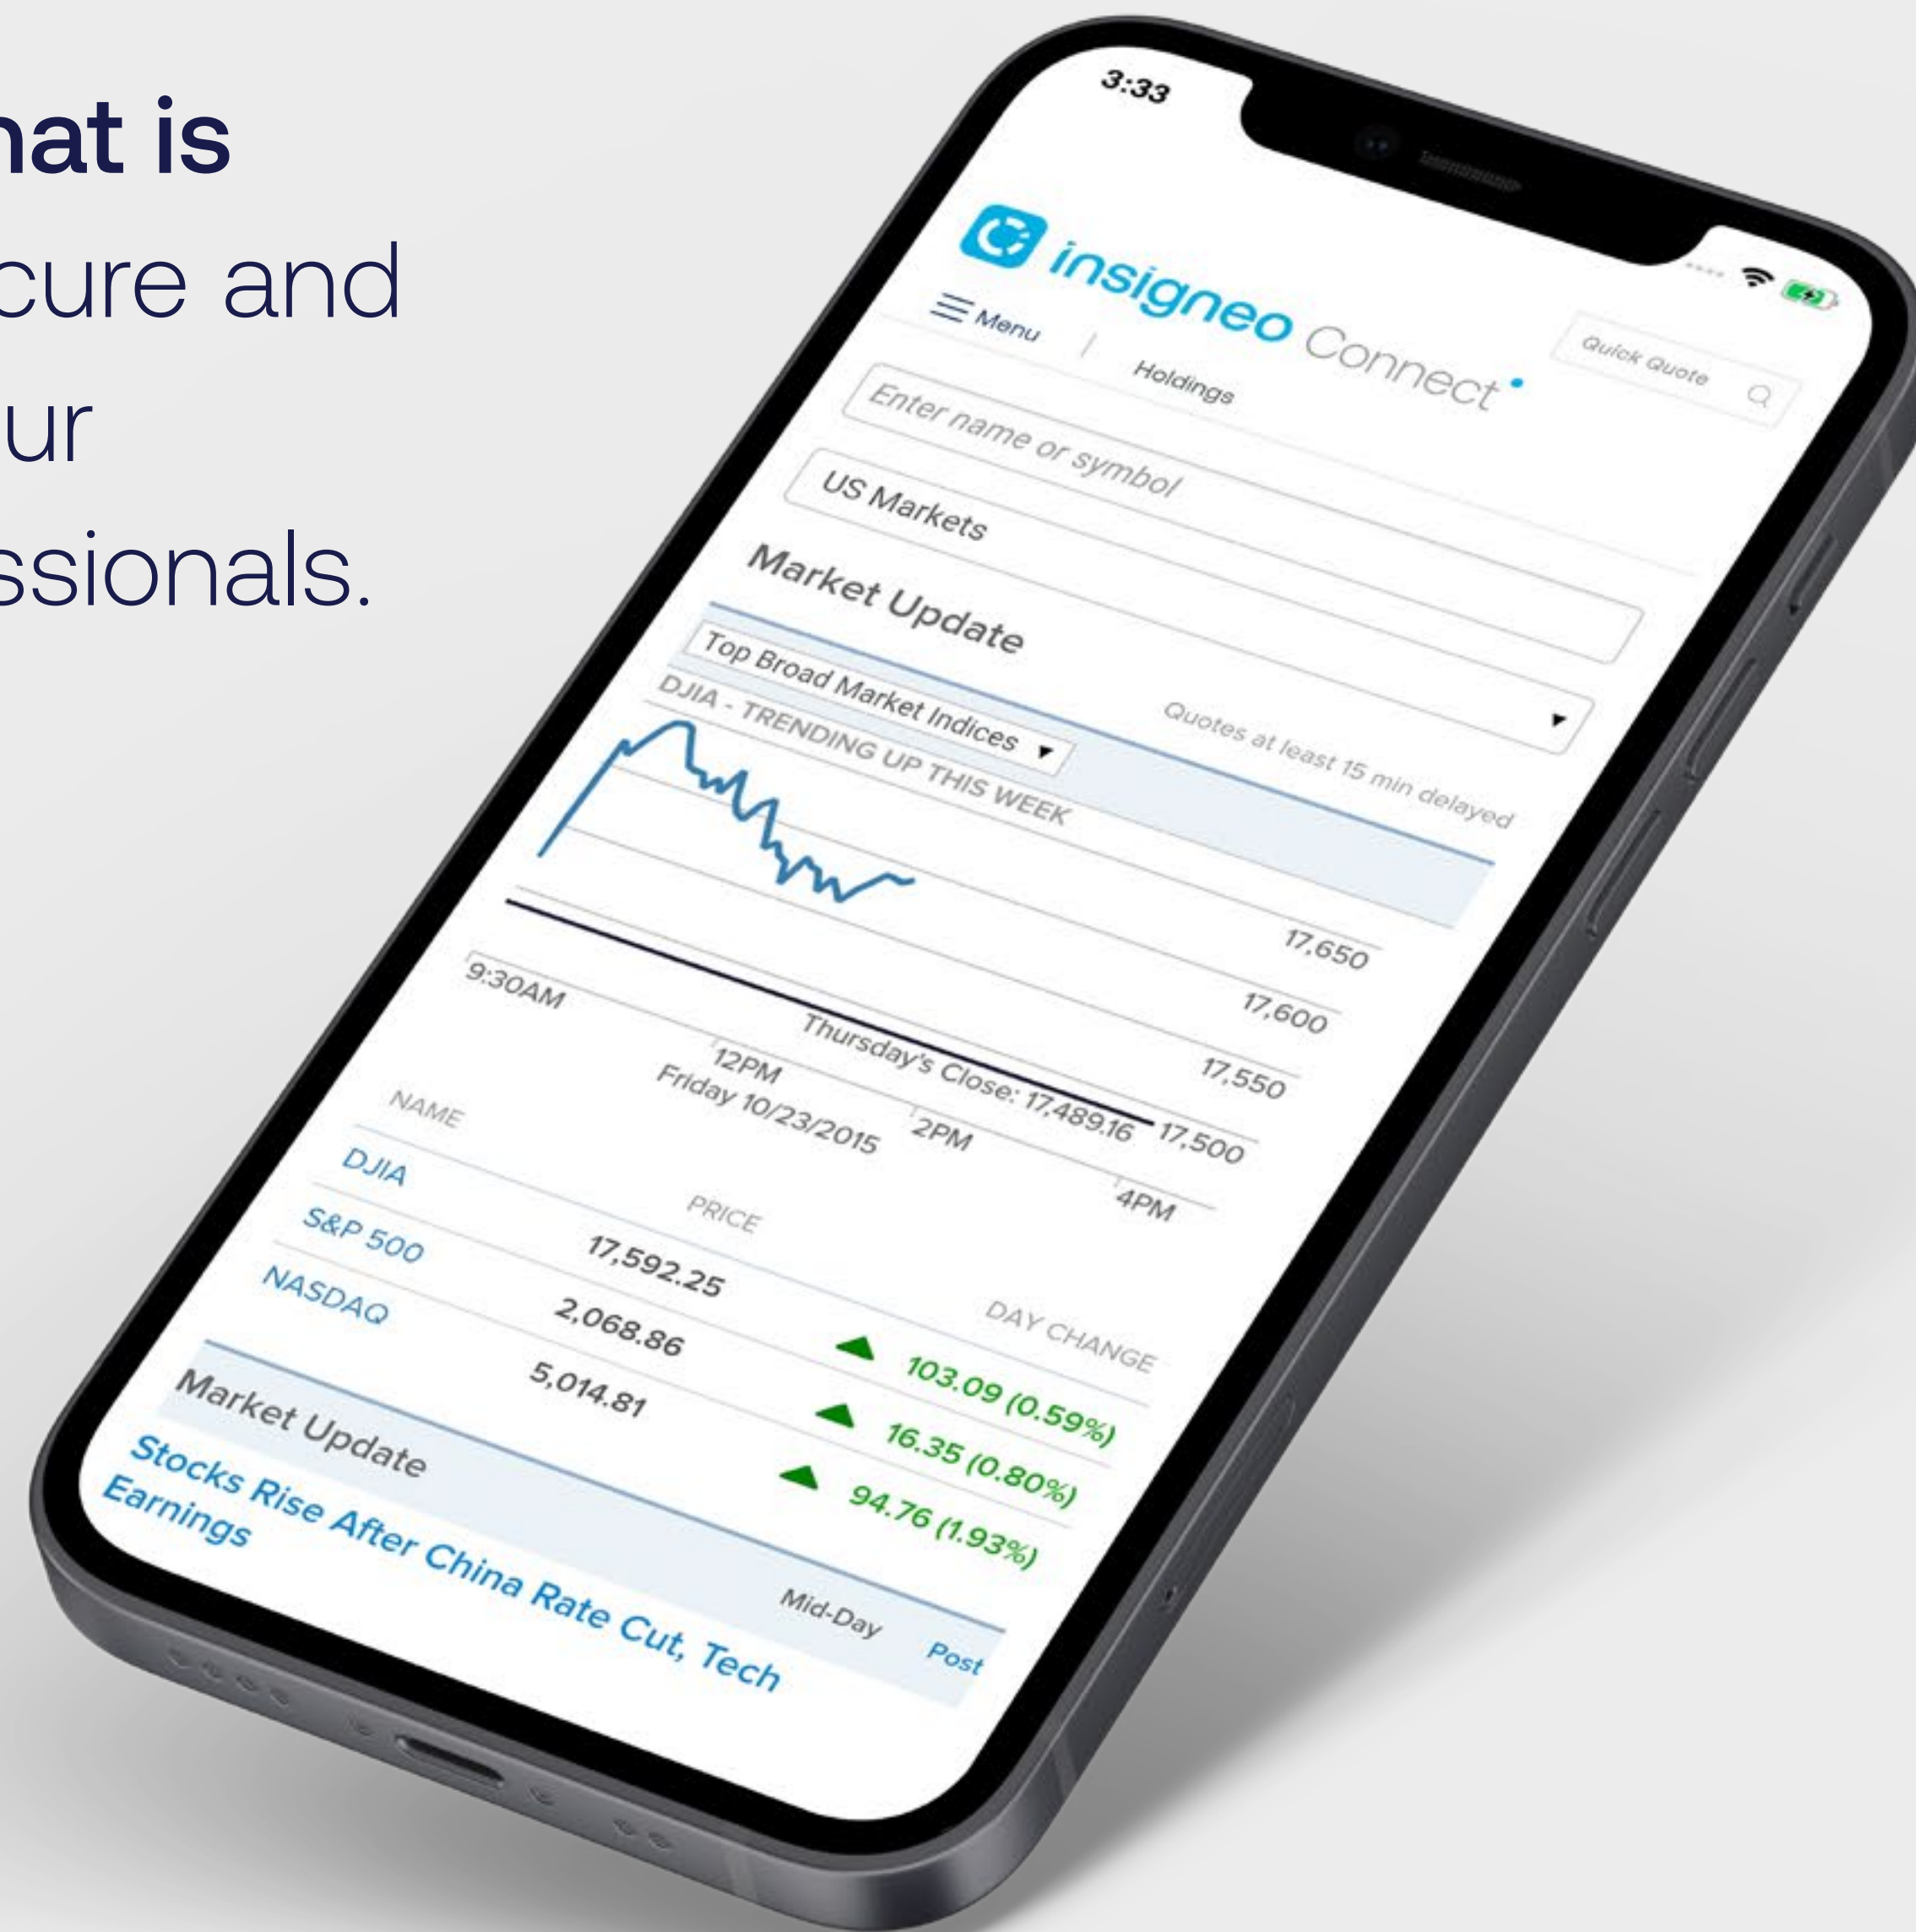 hat is
cure and
ur
ssionals.
3:33
insigneo Connect
Quick Quote
Menu | Holdings
Enter name or symbol
US Markets
Market Update
Quotes at least 15 min delayed
Top Broad Market Indices
DJIA - TRENDING UP THIS WEEK
17,650
17,600
17,550
17,500
Thursday's Close: 17,489.16
9:30AM 12PM 2PM 4PM
Friday 10/23/2015
NAME PRICE DAY CHANGE
DJIA 17,592.25 ▲ 103.09 (0.59%)
S&P 500 2,068.86 ▲ 16.35 (0.80%)
NASDAQ 5,014.81 ▲ 94.76 (1.93%)
Market Update Mid-Day Post
Stocks Rise After China Rate Cut, Tech
Earnings